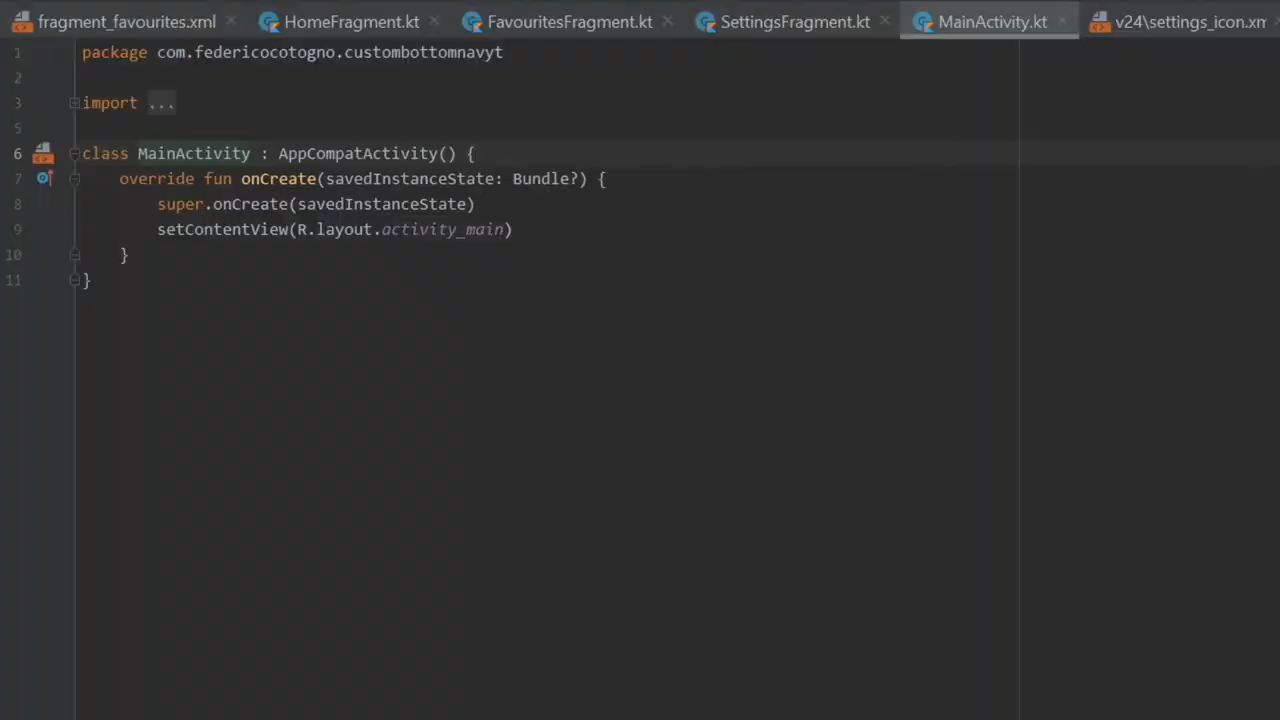 fragment_favourites.xml HomeFragment.kt FavouritesFragment.kt SettingsFragment.kt MainActivity.kt v24\settings_icon.xm
1 package com.federicocotogno.custombottomnavyt
2
3 import ...
5
6 class MainActivity : AppCompatActivity() {
7 override fun onCreate(savedInstanceState: Bundle?) {
8 super.onCreate(savedInstanceState)
9 setContentView(R.layout.activity_main)
10 }
11 }